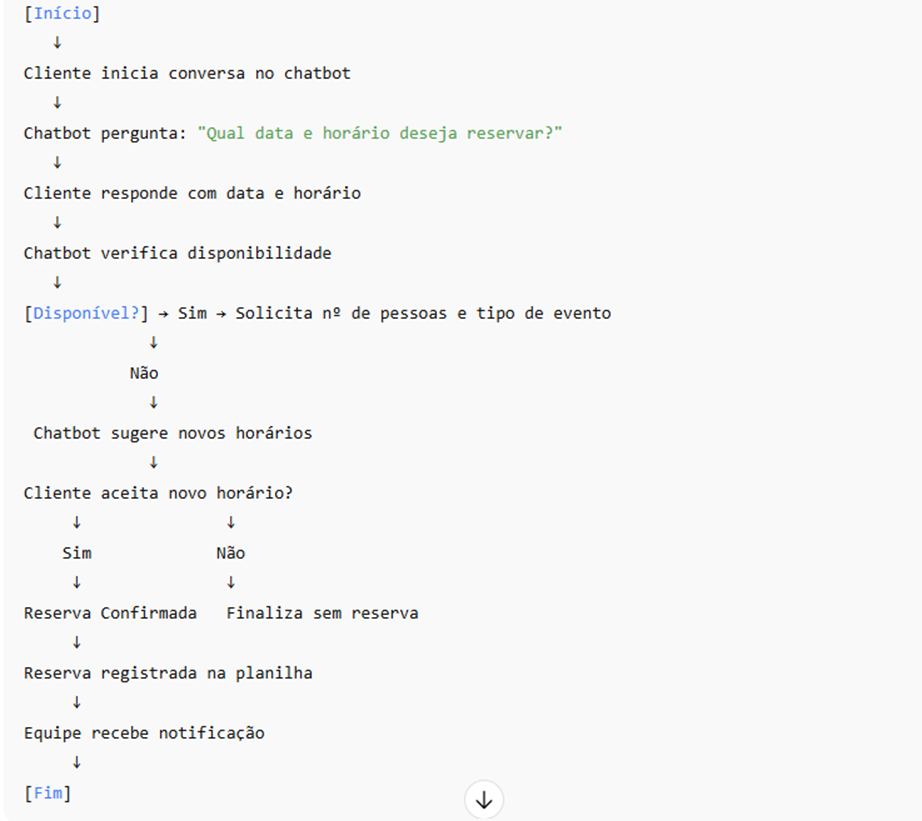 [Início]
↓
Cliente inicia conversa no chatbot
↓
Chatbot pergunta: "Qual data e horário deseja reservar?"
↓
Cliente responde com data e horário
↓
Chatbot verifica disponibilidade
↓
[Disponível?] → Sim → Solicita nº de pessoas e tipo de evento
↓
Não
↓
Chatbot sugere novos horários
↓
Cliente aceita novo horário?
↓ ↓
Sim Não
↓ ↓
Reserva Confirmada Finaliza sem reserva
↓
Reserva registrada na planilha
↓
Equipe recebe notificação
↓
[Fim]